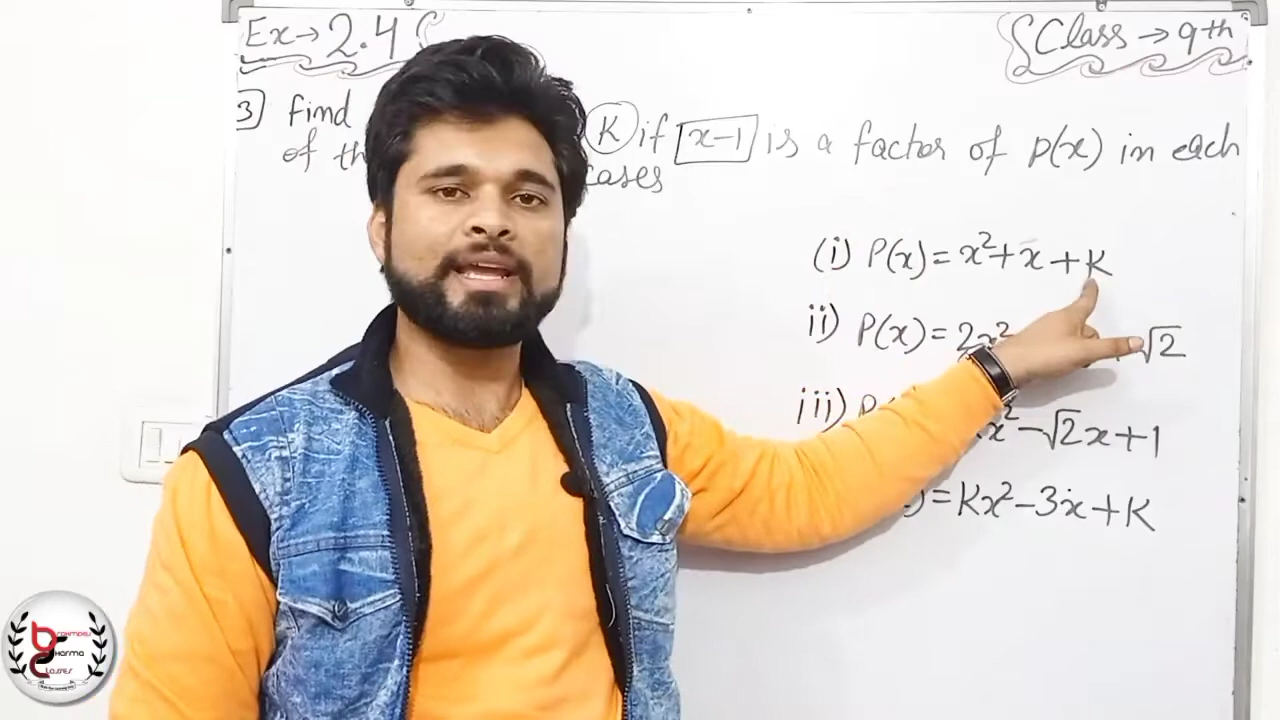 Ex→2.4
Class→9th
3 Find K if x-1 is a factor of p(x) in each
of cases
(i) P(x)=x²+x+K
ii) P(x)=2x² √2
iii) x²-√2x+1
)=Kx²-3x+K
Classes